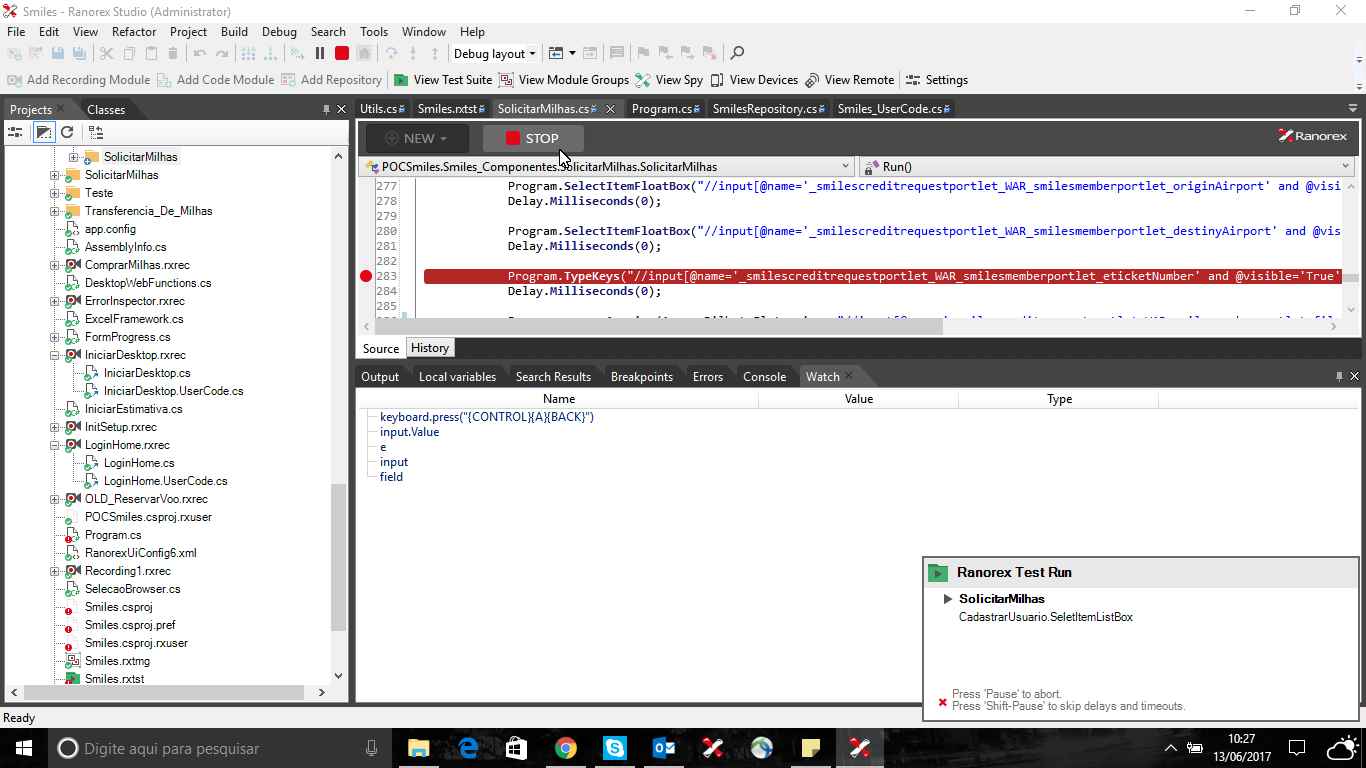 Smiles - Ranorex Studio (Administrator)
File Edit View Refactor Project Build Debug Search Tools Window Help
Debug layout
Add Recording Module Add Code Module Add Repository View Test Suite View Module Groups View Spy View Devices View Remote Settings
Projects Classes
Utils.cs Smiles.rxtst SolicitarMilhas.cs Program.cs SmilesRepository.cs Smiles_UserCode.cs
NEW STOP Ranorex
POCSmiles.Smiles_Componentes.SolicitarMilhas.SolicitarMilhas Run()
SolicitarMilhas
SolicitarMilhas
Teste
Transferencia_De_Milhas
app.config
AssemblyInfo.cs
ComprarMilhas.rxrec
DesktopWebFunctions.cs
ErrorInspector.rxrec
ExcelFramework.cs
FormProgress.cs
IniciarDesktop.rxrec
IniciarDesktop.cs
IniciarDesktop.UserCode.cs
IniciarEstimativa.cs
InitSetup.rxrec
LoginHome.rxrec
LoginHome.cs
LoginHome.UserCode.cs
OLD_ReservarVoo.rxrec
POCSmiles.csproj.rxuser
Program.cs
RanorexUiConfig6.xml
Recording1.rxrec
SelecaoBrowser.cs
Smiles.csproj
Smiles.csproj.pref
Smiles.csproj.rxuser
Smiles.rxtmg
Smiles.rxtst
277 Program.SelectItemFloatBox("//input[@name='_smilescreditrequestportlet_WAR_smilesmemberportlet_originAirport' and @visi
278 Delay.Milliseconds(0);
279
280 Program.SelectItemFloatBox("//input[@name='_smilescreditrequestportlet_WAR_smilesmemberportlet_destinyAirport' and @vis
281 Delay.Milliseconds(0);
282
283 Program.TypeKeys("//input[@name='_smilescreditrequestportlet_WAR_smilesmemberportlet_eticketNumber' and @visible='True'
284 Delay.Milliseconds(0);
285
Source History
Output Local variables Search Results Breakpoints Errors Console Watch
Name Value Type
keyboard.press("{CONTROL}{A}{BACK}")
input.Value
e
input
field
Ranorex Test Run
SolicitarMilhas
CadastrarUsuario.SeletItemListBox
Press 'Pause' to abort.
Press 'Shift-Pause' to skip delays and timeouts.
Ready
Digite aqui para pesquisar
10:27
13/06/2017